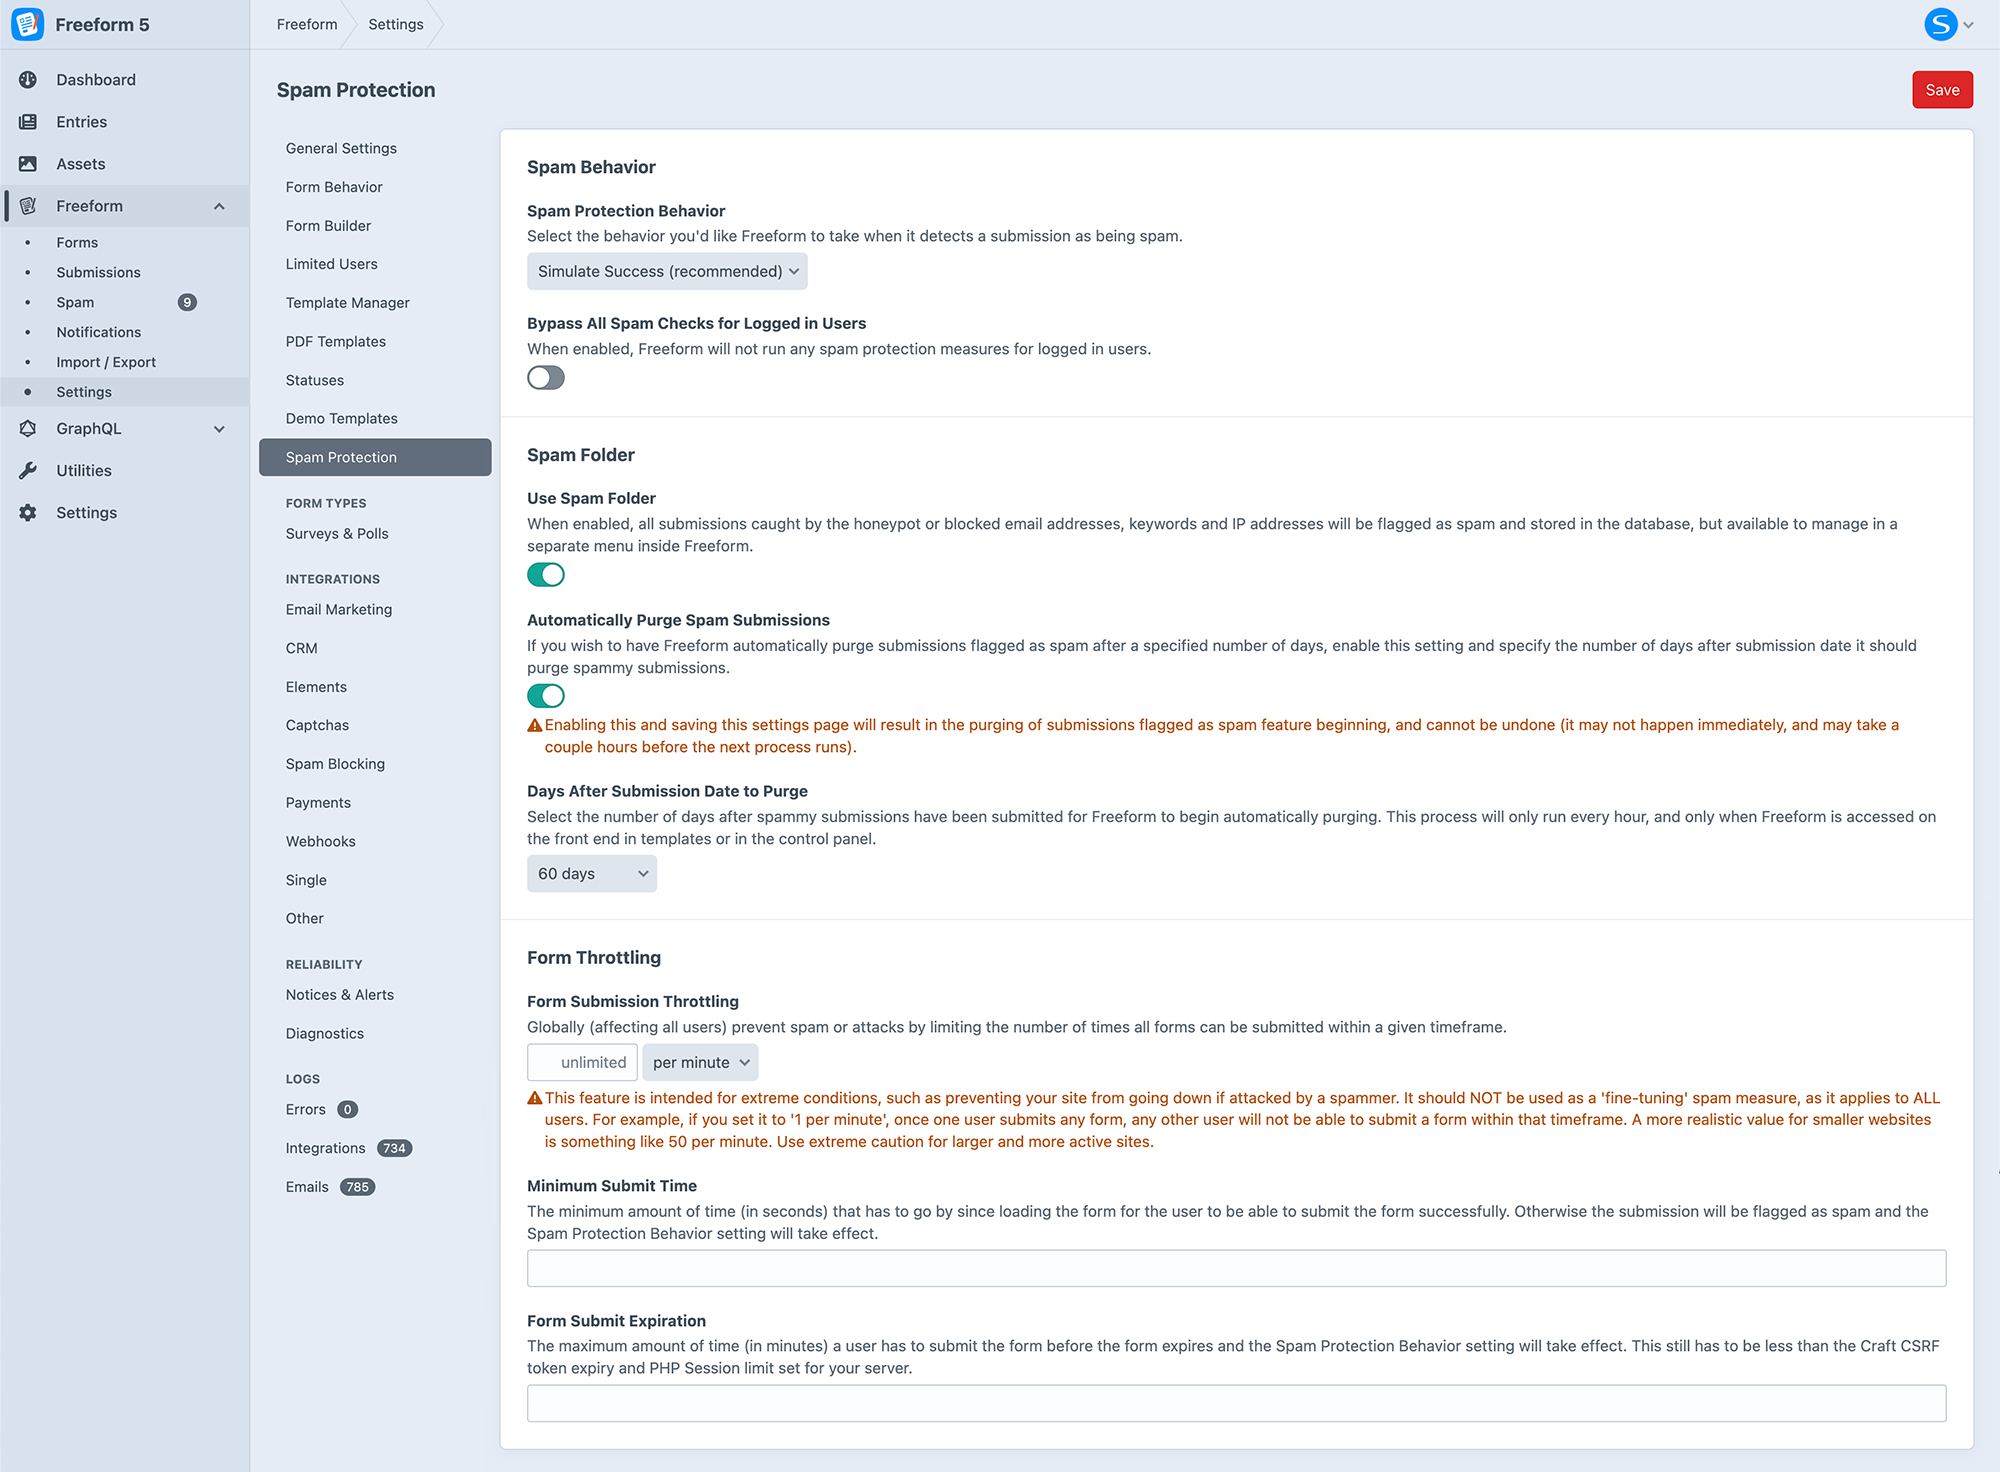 Freeform 5
Freeform
Settings
S
Dashboard
Entries
Assets
Freeform
Forms
Submissions
Spam 9
Notifications
Import / Export
Settings
GraphQL
Utilities
Settings
Spam Protection
Save
General Settings
Form Behavior
Form Builder
Limited Users
Template Manager
PDF Templates
Statuses
Demo Templates
Spam Protection
FORM TYPES
Surveys & Polls
INTEGRATIONS
Email Marketing
CRM
Elements
Captchas
Spam Blocking
Payments
Webhooks
Single
Other
RELIABILITY
Notices & Alerts
Diagnostics
LOGS
Errors 0
Integrations 734
Emails 785
Spam Behavior
Spam Protection Behavior
Select the behavior you'd like Freeform to take when it detects a submission as being spam.
Simulate Success (recommended)
Bypass All Spam Checks for Logged in Users
When enabled, Freeform will not run any spam protection measures for logged in users.
Spam Folder
Use Spam Folder
When enabled, all submissions caught by the honeypot or blocked email addresses, keywords and IP addresses will be flagged as spam and stored in the database, but available to manage in a
separate menu inside Freeform.
Automatically Purge Spam Submissions
If you wish to have Freeform automatically purge submissions flagged as spam after a specified number of days, enable this setting and specify the number of days after submission date it should
purge spammy submissions.
Enabling this and saving this settings page will result in the purging of submissions flagged as spam feature beginning, and cannot be undone (it may not happen immediately, and may take a
couple hours before the next process runs).
Days After Submission Date to Purge
Select the number of days after spammy submissions have been submitted for Freeform to begin automatically purging. This process will only run every hour, and only when Freeform is accessed on
the front end in templates or in the control panel.
60 days
Form Throttling
Form Submission Throttling
Globally (affecting all users) prevent spam or attacks by limiting the number of times all forms can be submitted within a given timeframe.
unlimited per minute
This feature is intended for extreme conditions, such as preventing your site from going down if attacked by a spammer. It should NOT be used as a 'fine-tuning' spam measure, as it applies to ALL
users. For example, if you set it to '1 per minute', once one user submits any form, any other user will not be able to submit a form within that timeframe. A more realistic value for smaller websites
is something like 50 per minute. Use extreme caution for larger and more active sites.
Minimum Submit Time
The minimum amount of time (in seconds) that has to go by since loading the form for the user to be able to submit the form successfully. Otherwise the submission will be flagged as spam and the
Spam Protection Behavior setting will take effect.
Form Submit Expiration
The maximum amount of time (in minutes) a user has to submit the form before the form expires and the Spam Protection Behavior setting will take effect. This still has to be less than the Craft CSRF
token expiry and PHP Session limit set for your server.